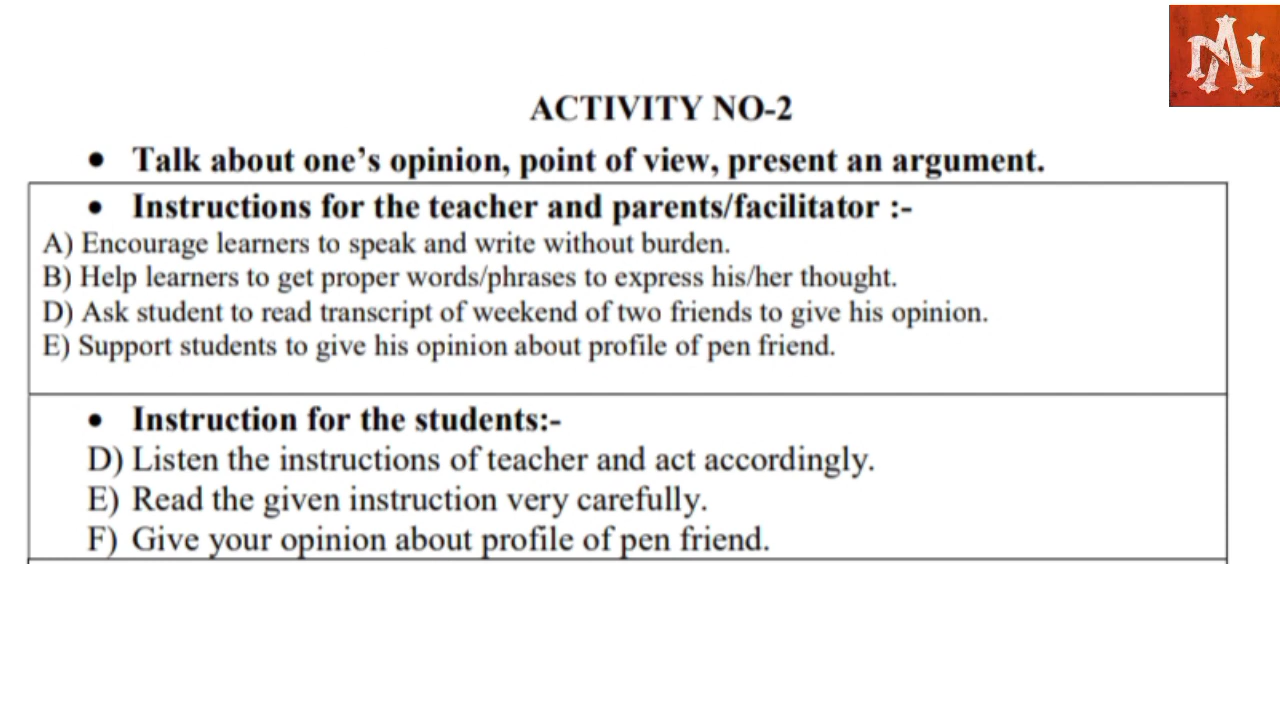 ACTIVITY NO-2
• Talk about one's opinion, point of view, present an argument.
• Instructions for the teacher and parents/facilitator :-
A) Encourage learners to speak and write without burden.
B) Help learners to get proper words/phrases to express his/her thought.
D) Ask student to read transcript of weekend of two friends to give his opinion.
E) Support students to give his opinion about profile of pen friend.
• Instruction for the students:-
D) Listen the instructions of teacher and act accordingly.
E) Read the given instruction very carefully.
F) Give your opinion about profile of pen friend.